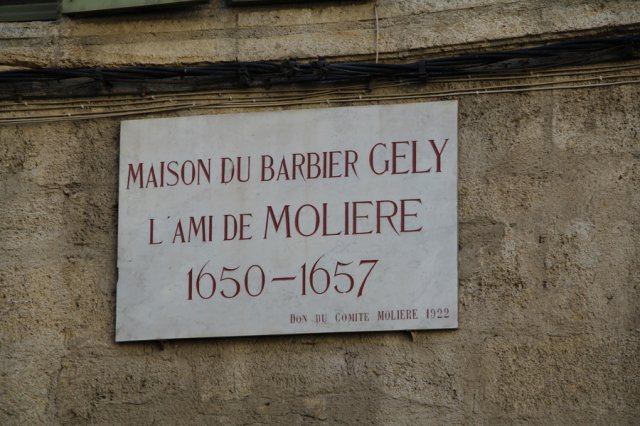 MAISON DU BARBIER GELY
L'AMI DE MOLIERE
1650-1657
DON DU COMITE MOLIERE 1922